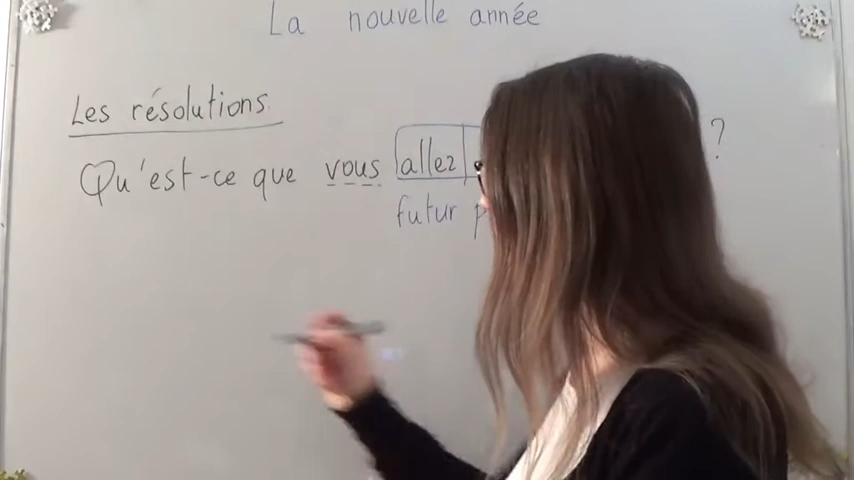 La nouvelle année
Les résolutions
Qu'est-ce que vous allez ?
futur